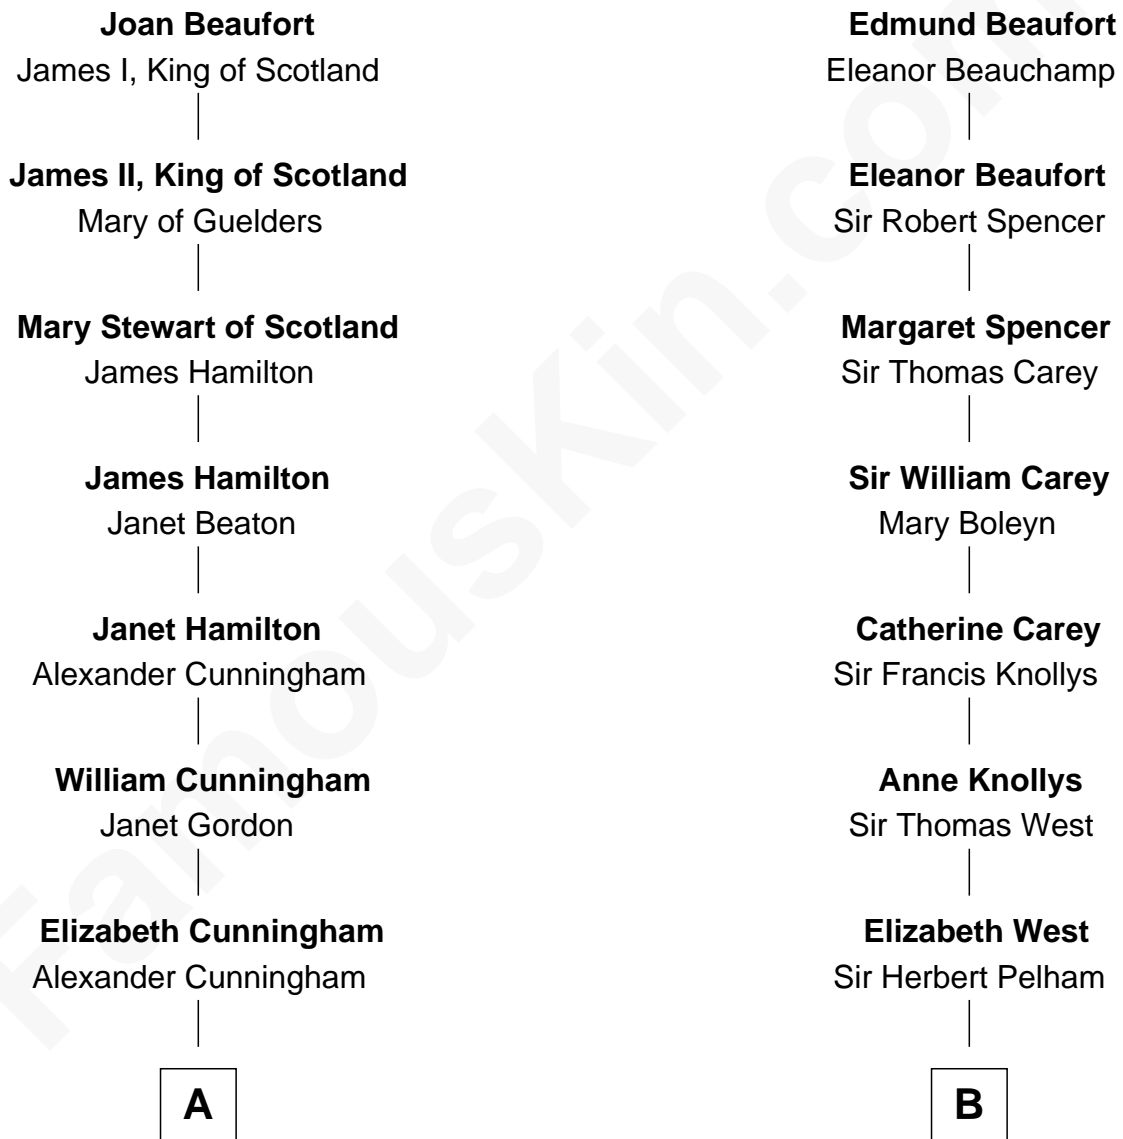 Joan Beaufort
James I, King of Scotland
James II, King of Scotland
Mary of Guelders
Mary Stewart of Scotland
James Hamilton
James Hamilton
Janet Beaton
Janet Hamilton
Alexander Cunningham
William Cunningham
Janet Gordon
Elizabeth Cunningham
Alexander Cunningham
A
Edmund Beaufort
Eleanor Beauchamp
Eleanor Beaufort
Sir Robert Spencer
Margaret Spencer
Sir Thomas Carey
Sir William Carey
Mary Boleyn
Catherine Carey
Sir Francis Knollys
Anne Knollys
Sir Thomas West
Elizabeth West
Sir Herbert Pelham
B
FamousKin.com